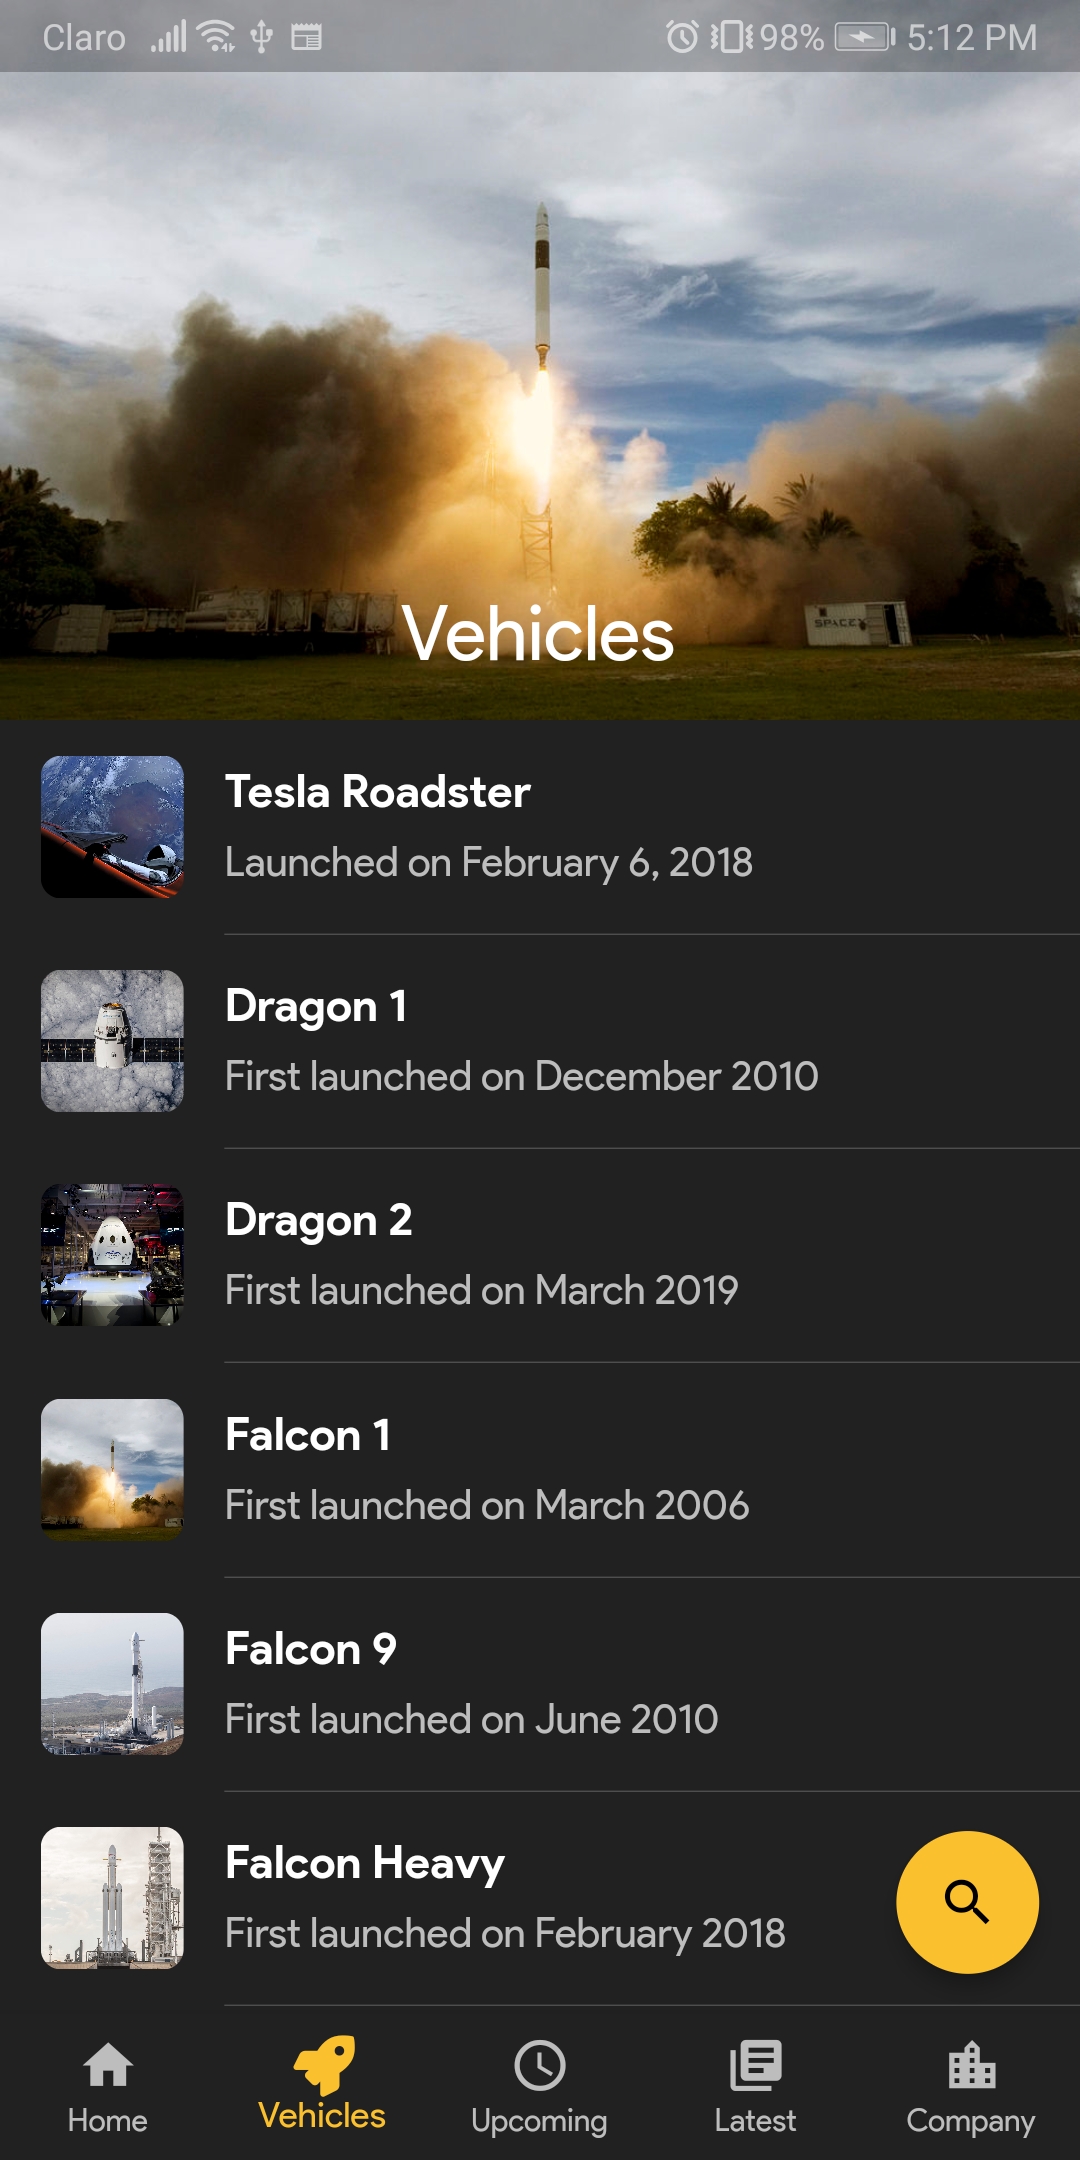 Claro 98% 5:12 PM
SPACEX
Vehicles
Tesla Roadster
Launched on February 6, 2018
Dragon 1
First launched on December 2010
Dragon 2
First launched on March 2019
Falcon 1
First launched on March 2006
Falcon 9
First launched on June 2010
Falcon Heavy
First launched on February 2018
Home Vehicles Upcoming Latest Company